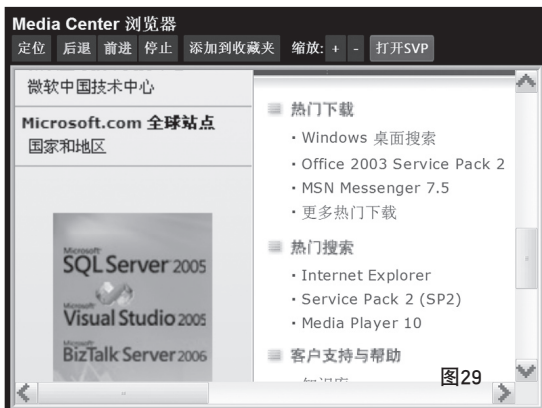 Media Center 浏览器
定位 后退 前进 停止 添加到收藏夹 缩放: + - 打开SVP
微软中国技术中心
Microsoft.com 全球站点
国家和地区
Microsoft
SQL Server 2005
Microsoft
Visual Studio 2005
Microsoft
BizTalk Server 2006
热门下载
· Windows 桌面搜索
· Office 2003 Service Pack 2
· MSN Messenger 7.5
· 更多热门下载
热门搜索
· Internet Explorer
· Service Pack 2 (SP2)
· Media Player 10
客户支持与帮助
图29